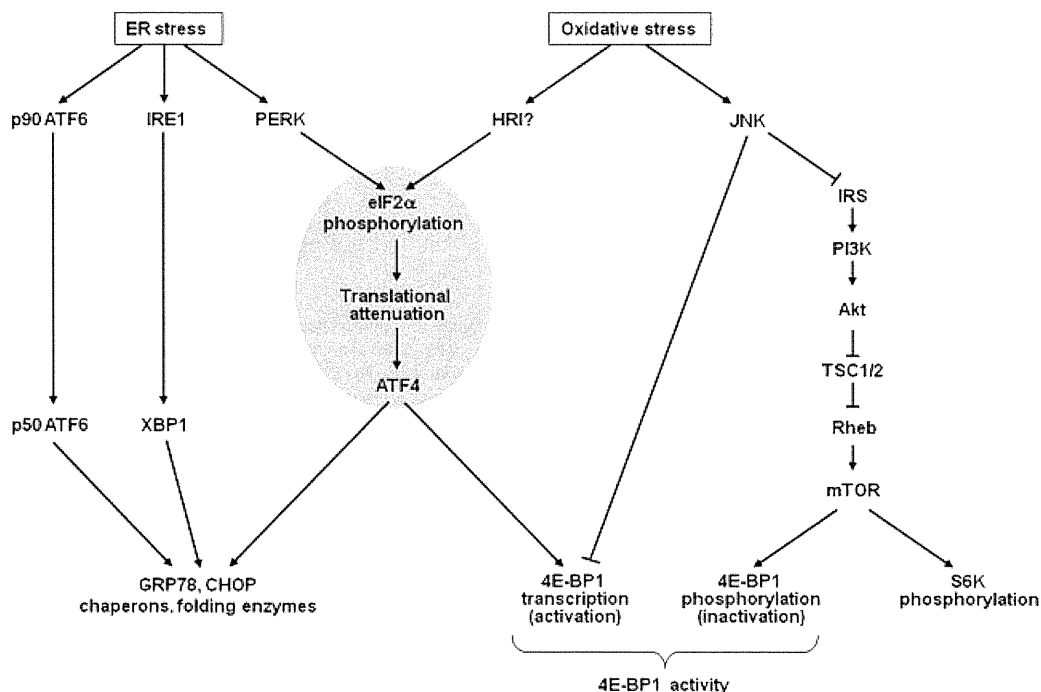 ER stress
Oxidative stress
p90 ATF6
IRE1
PERK
HRI?
JNK
eIF2α
phosphorylation
IRS
PI3K
Translational
attenuation
Akt
TSC1/2
ATF4
p50 ATF6
XBP1
Rheb
mTOR
GRP78, CHOP
chaperons, folding enzymes
4E-BP1
transcription
(activation)
4E-BP1
phosphorylation
(inactivation)
S6K
phosphorylation
4E-BP1 activity